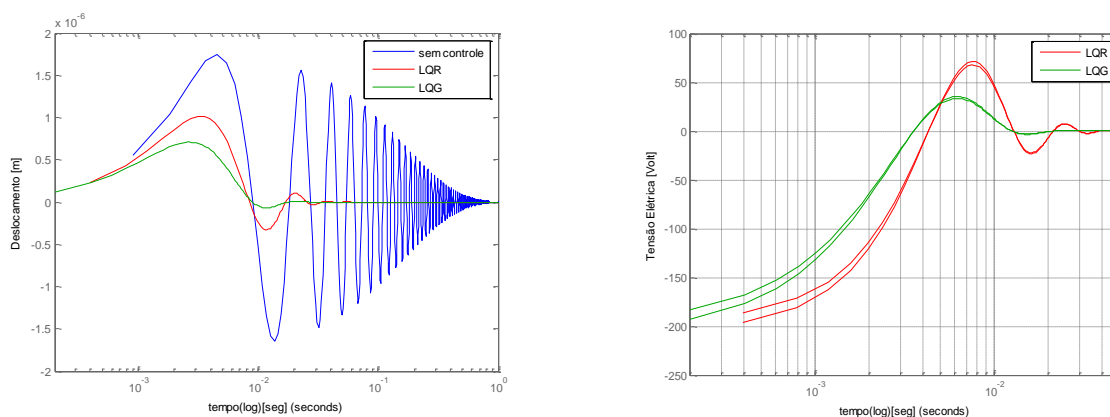 x 10^-6
2
1.5
1
0.5
0
-0.5
-1
-1.5
-2
Deslocamento [m]
10^-3
10^-2
10^-1
10^0
tempo(log)[seg] (seconds)
sem controle
LQR
LQG
100
50
0
-50
-100
-150
-200
-250
Tensão Elétrica [Volt]
10^-3
10^-2
tempo(log)[seg] (seconds)
LQR
LQG